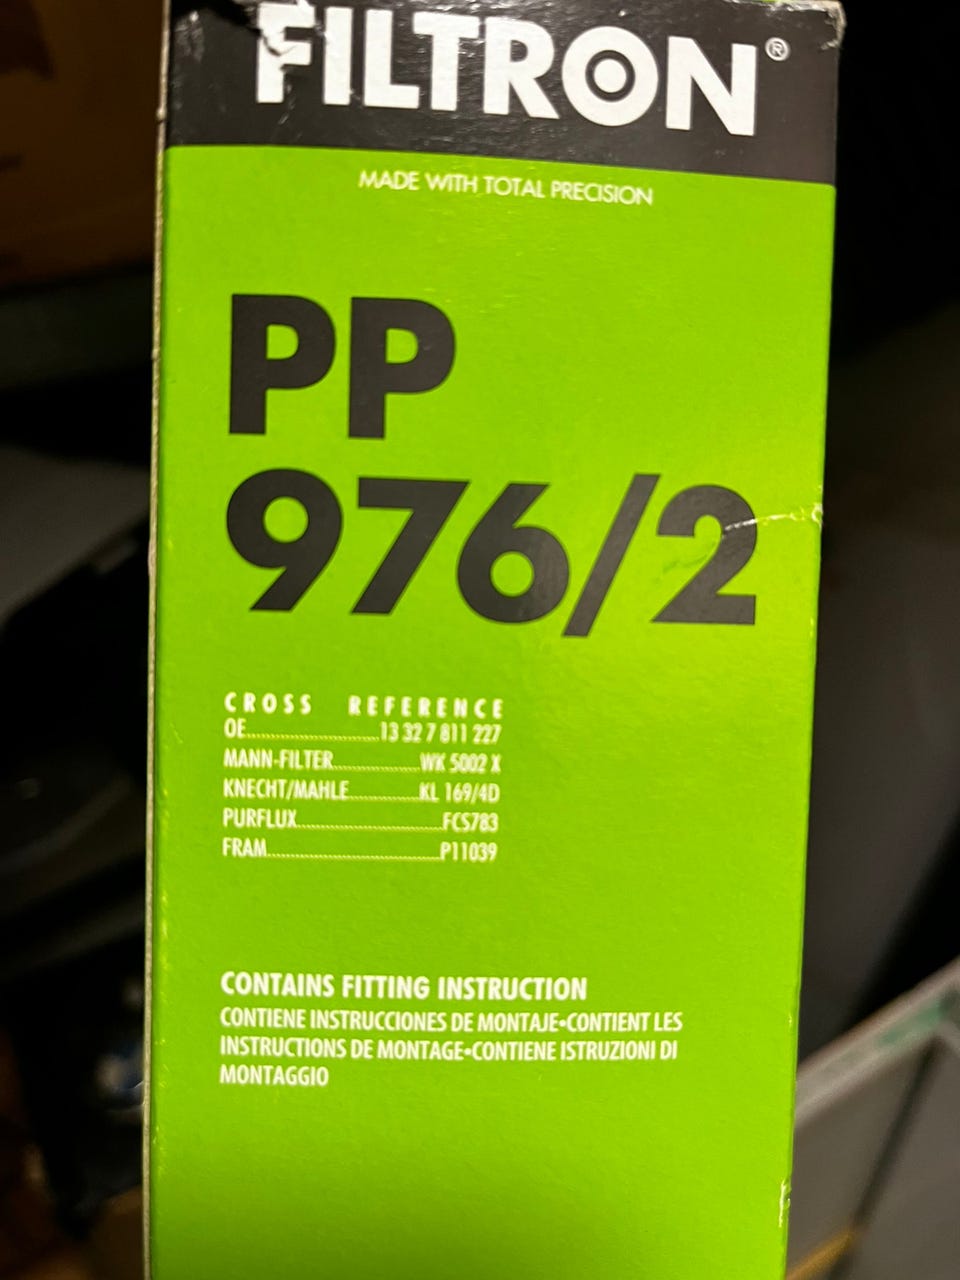 FILTRON®
MADE WITH TOTAL PRECISION
PP
976/2
CROSS REFERENCE
OE......................13 32 7 811 227
MANN-FILTER..............WK 5002 X
KNECHT/MAHLE............KL 169/4D
PURFLUX........................FCS783
FRAM.............................P11039
CONTAINS FITTING INSTRUCTION
CONTIENE INSTRUCCIONES DE MONTAJE•CONTIENT LES
INSTRUCTIONS DE MONTAGE•CONTIENE ISTRUZIONI DI
MONTAGGIO